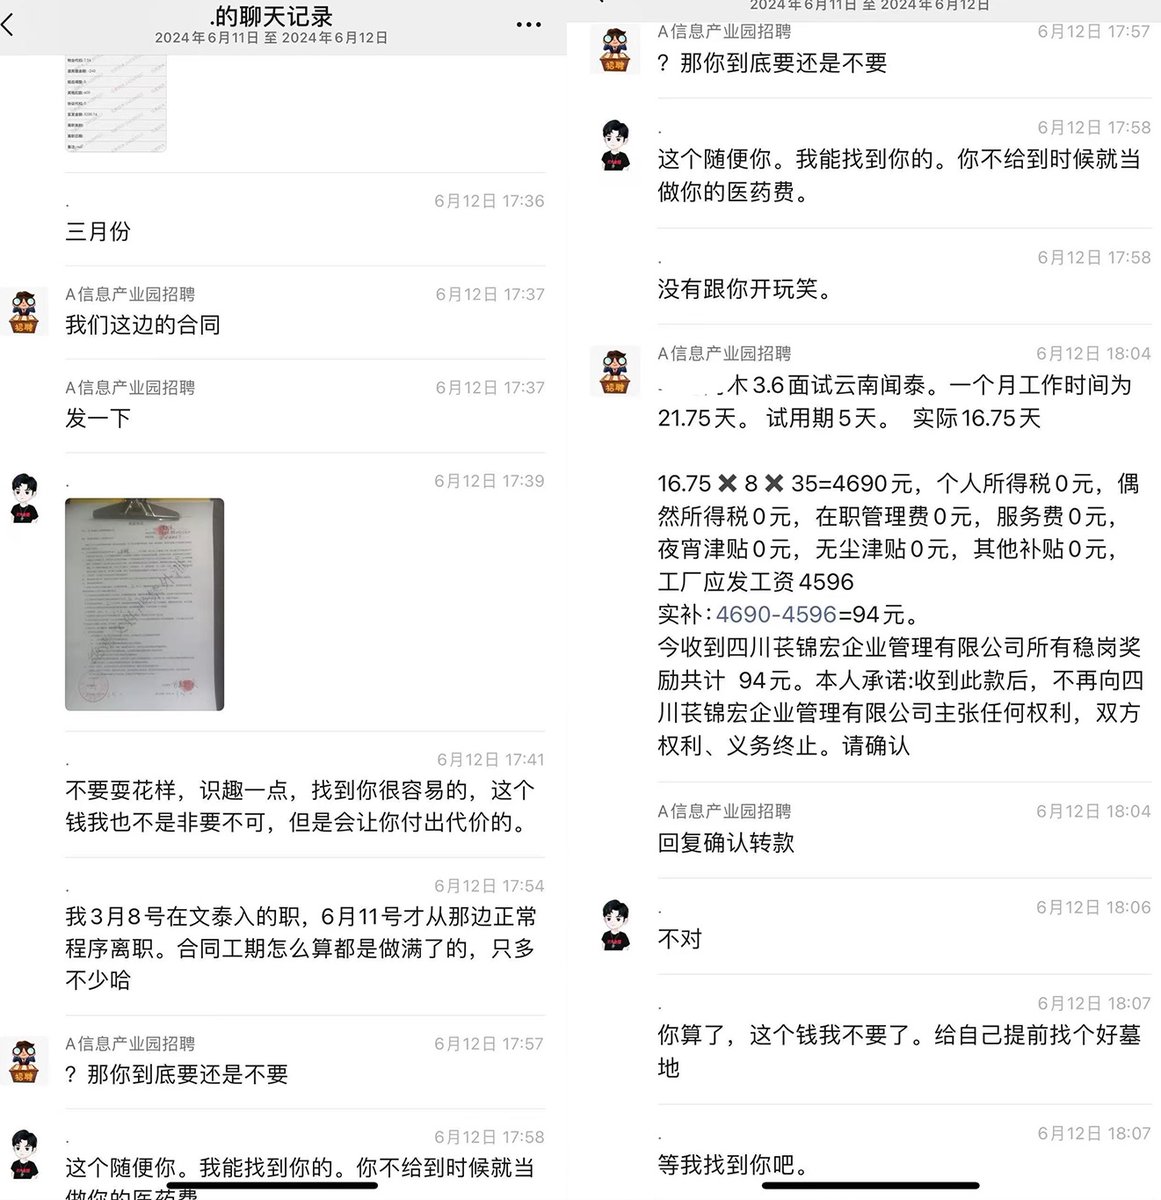 .的聊天记录
2024年6月11日 至 2024年6月12日
.
6月12日 17:36
三月份
A信息产业园招聘
6月12日 17:37
我们这边的合同
A信息产业园招聘
6月12日 17:37
发一下
.
6月12日 17:39
.
6月12日 17:41
不要耍花样，识趣一点，找到你很容易的，这个
钱我也不是非要不可，但是会让你付出代价的。
.
6月12日 17:54
我3月8号在文泰入的职，6月11号才从那边正常
程序离职。合同工期怎么算都是做满了的，只多
不少哈
A信息产业园招聘
6月12日 17:57
？那你到底要还是不要
.
6月12日 17:58
这个随便你。我能找到你的。你不给到时候就当
做你的医药费
2024年6月11日 至 2024年6月12日
A信息产业园招聘
6月12日 17:57
？那你到底要还是不要
.
6月12日 17:58
这个随便你。我能找到你的。你不给到时候就当
做你的医药费。
.
6月12日 17:58
没有跟你开玩笑。
A信息产业园招聘
6月12日 18:04
木3.6面试云南闻泰。一个月工作时间为
21.75天。 试用期5天。 实际16.75天
16.75✖8✖35=4690元，个人所得税0元，偶
然所得税0元，在职管理费0元，服务费0元，
夜宵津贴0元，无尘津贴0元，其他补贴0元，
工厂应发工资4596
实补：4690-4596=94元。
今收到四川苌锦宏企业管理有限公司所有稳岗奖
励共计 94元。本人承诺:收到此款后，不再向四
川苌锦宏企业管理有限公司主张任何权利，双方
权利、义务终止。请确认
A信息产业园招聘
6月12日 18:04
回复确认转款
.
6月12日 18:06
不对
.
6月12日 18:07
你算了，这个钱我不要了。给自己提前找个好墓
地
.
6月12日 18:07
等我找到你吧。